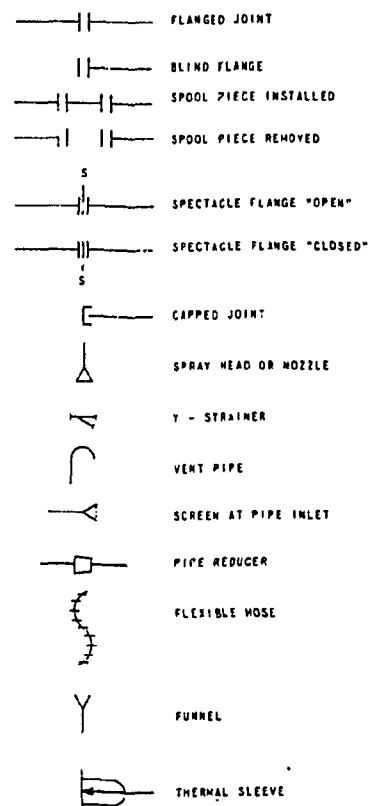 FLANGED JOINT
BLIND FLANGE
SPOOL PIECE INSTALLED
SPOOL PIECE REMOVED
S
SPECTACLE FLANGE "OPEN"
SPECTACLE FLANGE "CLOSED"
S
CAPPED JOINT
SPRAY HEAD OR NOZZLE
Y - STRAINER
VENT PIPE
SCREEN AT PIPE INLET
PIPE REDUCER
FLEXIBLE HOSE
FUNNEL
THERMAL SLEEVE